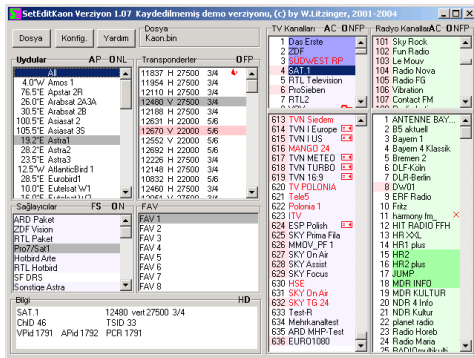 SetEditKaon Verziyon 1.07 Kaydedilmemis demo verziyonu, (c) by W.Litzinger, 2001-2004
Dosya
Konfig.
Yardım
Dosya
Kaon.bin
Uydular
AP
ONL
All
4.0°W Amos 1
76.5°E Apstar 2R
26.0°E Arabsat 2A3A
30.5°E Arabsat 2B
100.5°E Asiasat 2
105.5°E Asiasat 3S
19.2°E Astra1
28.2°E Astra2
23.5°E Astra3
12.5°W AtlanticBird 1
28.5°E Eurobird1
10.0°E Eutelsat W1
Transponderler
OFP
11837 H 27500 3/4
11954 H 27500 3/4
12110 H 27500 3/4
12480 V 27500 3/4
12188 H 27500 3/4
12633 H 22000 5/6
12670 V 22000 5/6
12552 V 22000 5/6
12692 H 22000 5/6
12226 H 27500 3/4
12148 H 27500 3/4
10832 H 22000 5/6
12460 H 27500 3/4
Sağlayıcılar
FS
ON
ARD Paket
ZDF Vision
RTL Paket
Pro7/Sat1
Hotbird Arte
RTL Hotbird
SF DRS
Sonstige Astra
FAV
FAV 1
FAV 2
FAV 3
FAV 4
FAV 5
FAV 6
FAV 7
FAV 8
Bilgi
HD
SAT.1 12480 vert 27500 3/4
ChID 46 TSID 33
VPid 1791 APid 1792 PCR 1791
TV Kanalları
AC
ONFP
1 Das Erste
2 ZDF
3 SÜDWEST RP
4 SAT.1
5 RTL Television
6 ProSieben
7 RTL2
613 TVN Siedem
614 TVN I Europe
615 TVN I US
616 MANGO 24
617 TVN METEO
618 TVN TURBO
619 TVN 16:9
620 TV POLONIA
621 Tele5
622 Polonia 1
623 ITV
624 ESP Polish
625 SKY Prima Fila
626 MMOV_PF 1
627 SKY On Air
628 SKY Assist
629 SKY Focus
630 HSE
631 SKY On Air
632 SKY TG 24
633 Test-R
634 Mehrkanaltest
635 ARD MHP-Test
636 EURO1080
Radyo Kanalları
AC
ONFP
101 Sky Rock
102 Fun Radio
103 Le Mouv
104 Radio Nova
105 Radio FG
106 Vibration
107 Contact FM
1 ANTENNE BAY...
2 B5 aktuell
3 Bayern 1
4 Bayern 4 Klassik
5 Bremen 2
6 DLF-Köln
7 DLR-Berlin
8 DW01
9 ERF Radio
10 Fritz
11 harmony fm_
12 HIT RADIO FFH
13 HR XXL
14 HR1 plus
15 HR2
16 HR2 plus
17 JUMP
18 MDR INFO
19 MDR KULTUR
20 NDR 4 Info
21 NDR Kultur
22 planet radio
23 Radio Horeb
24 Radio Maria
25 RADIOmultikulti